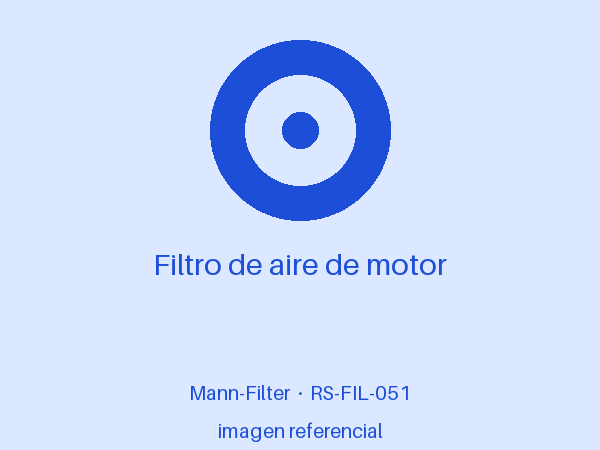 Filtro de aire de motor
Mann-Filter · RS-FIL-051
imagen referencial